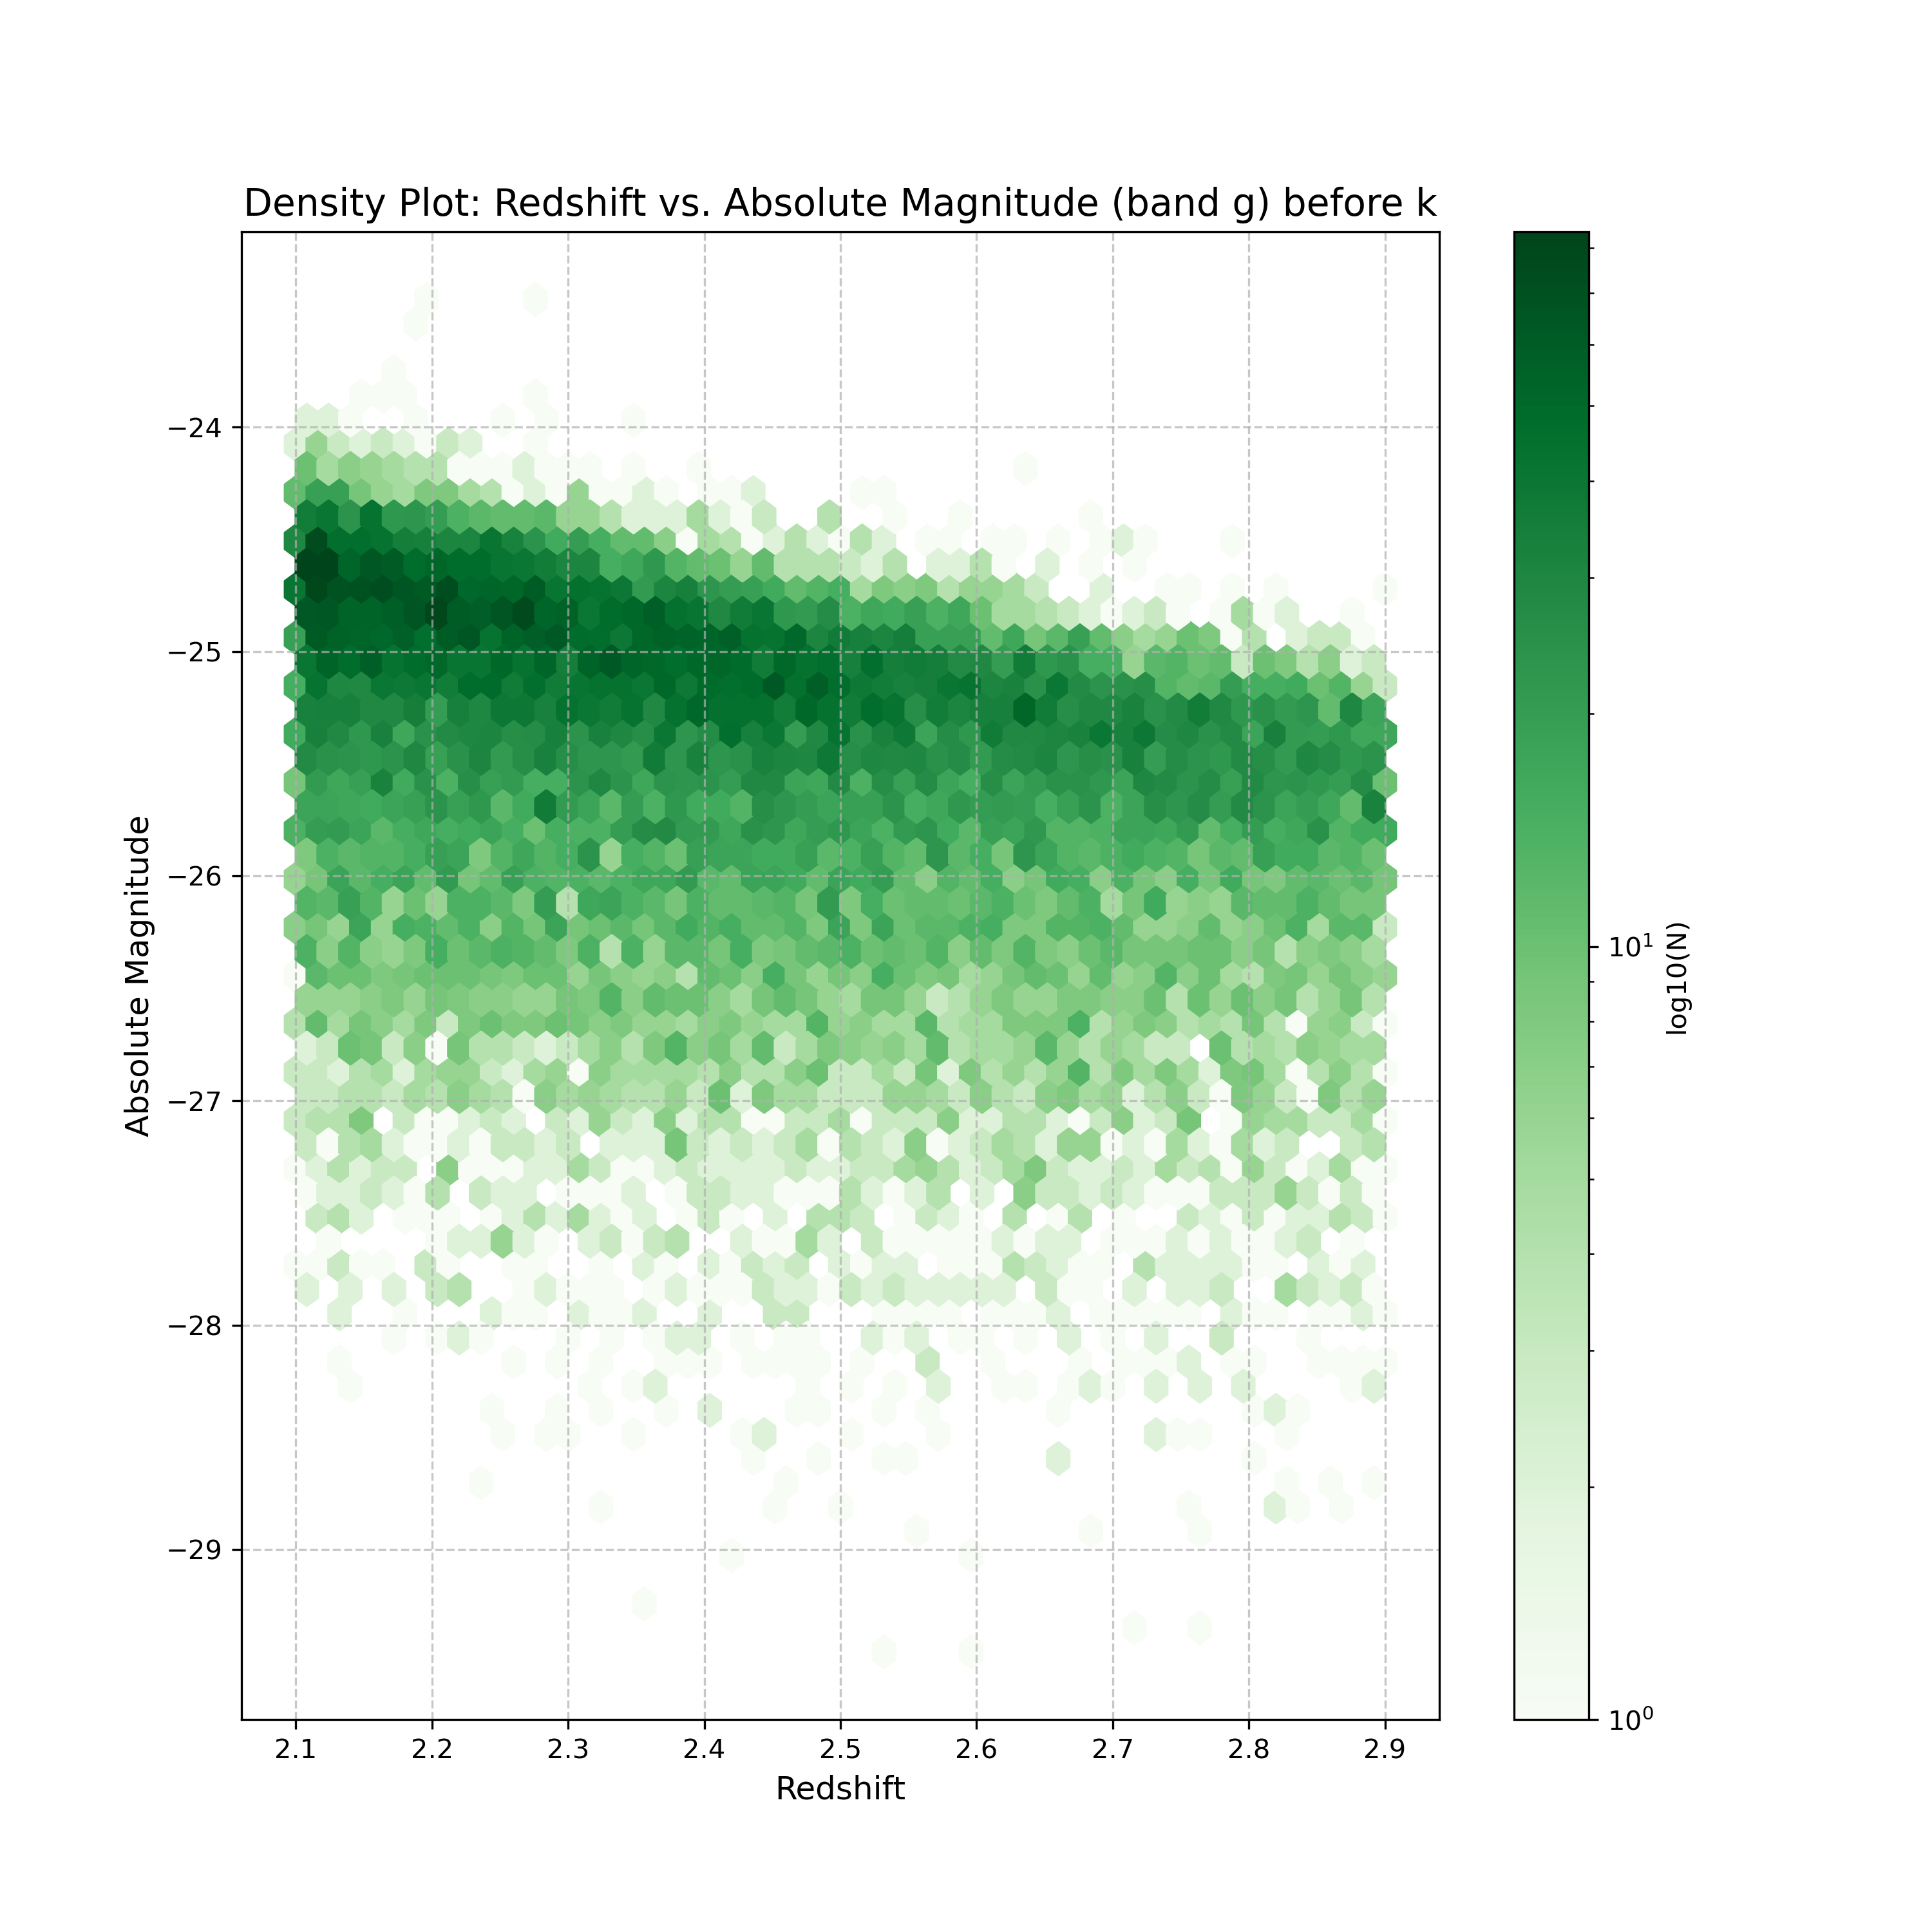 Density Plot: Redshift vs. Absolute Magnitude (band g) before k
Absolute Magnitude
−24
−25
−26
−27
−28
−29
2.1 2.2 2.3 2.4 2.5 2.6 2.7 2.8 2.9
Redshift
10¹
10⁰
log10(N)